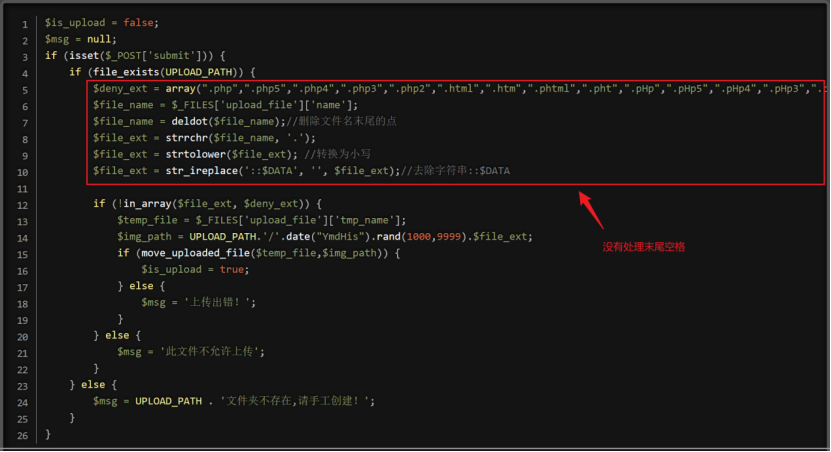 1 $is_upload = false;
2 $msg = null;
3 if (isset($_POST['submit'])) {
4 if (file_exists(UPLOAD_PATH)) {
5 $deny_ext = array(".php",".php5",".php4",".php3",".php2",".html",".htm",".phtml",".pht",".pHp",".pHp5",".pHp4",".pHp3",
6 $file_name = $_FILES['upload_file']['name'];
7 $file_name = deldot($file_name);//删除文件名末尾的点
8 $file_ext = strrchr($file_name, '.');
9 $file_ext = strtolower($file_ext); //转换为小写
10 $file_ext = str_ireplace('::$DATA', '', $file_ext);//去除字符串::$DATA
11
12 if (!in_array($file_ext, $deny_ext)) {
13 $temp_file = $_FILES['upload_file']['tmp_name'];
14 $img_path = UPLOAD_PATH.'/'.date("YmdHis").rand(1000,9999).$file_ext;
15 if (move_uploaded_file($temp_file,$img_path)) {
没有处理末尾空格
16 $is_upload = true;
17 } else {
18 $msg = '上传出错！';
19 }
20 } else {
21 $msg = '此文件不允许上传';
22 }
23 } else {
24 $msg = UPLOAD_PATH . '文件夹不存在,请手工创建！';
25 }
26 }